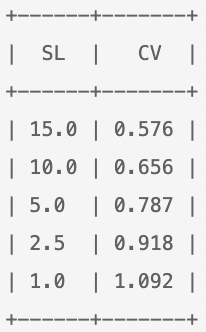 +------+-------+
|  SL  |   CV  |
+------+-------+
| 15.0 | 0.576 |
| 10.0 | 0.656 |
| 5.0  | 0.787 |
| 2.5  | 0.918 |
| 1.0  | 1.092 |
+------+-------+